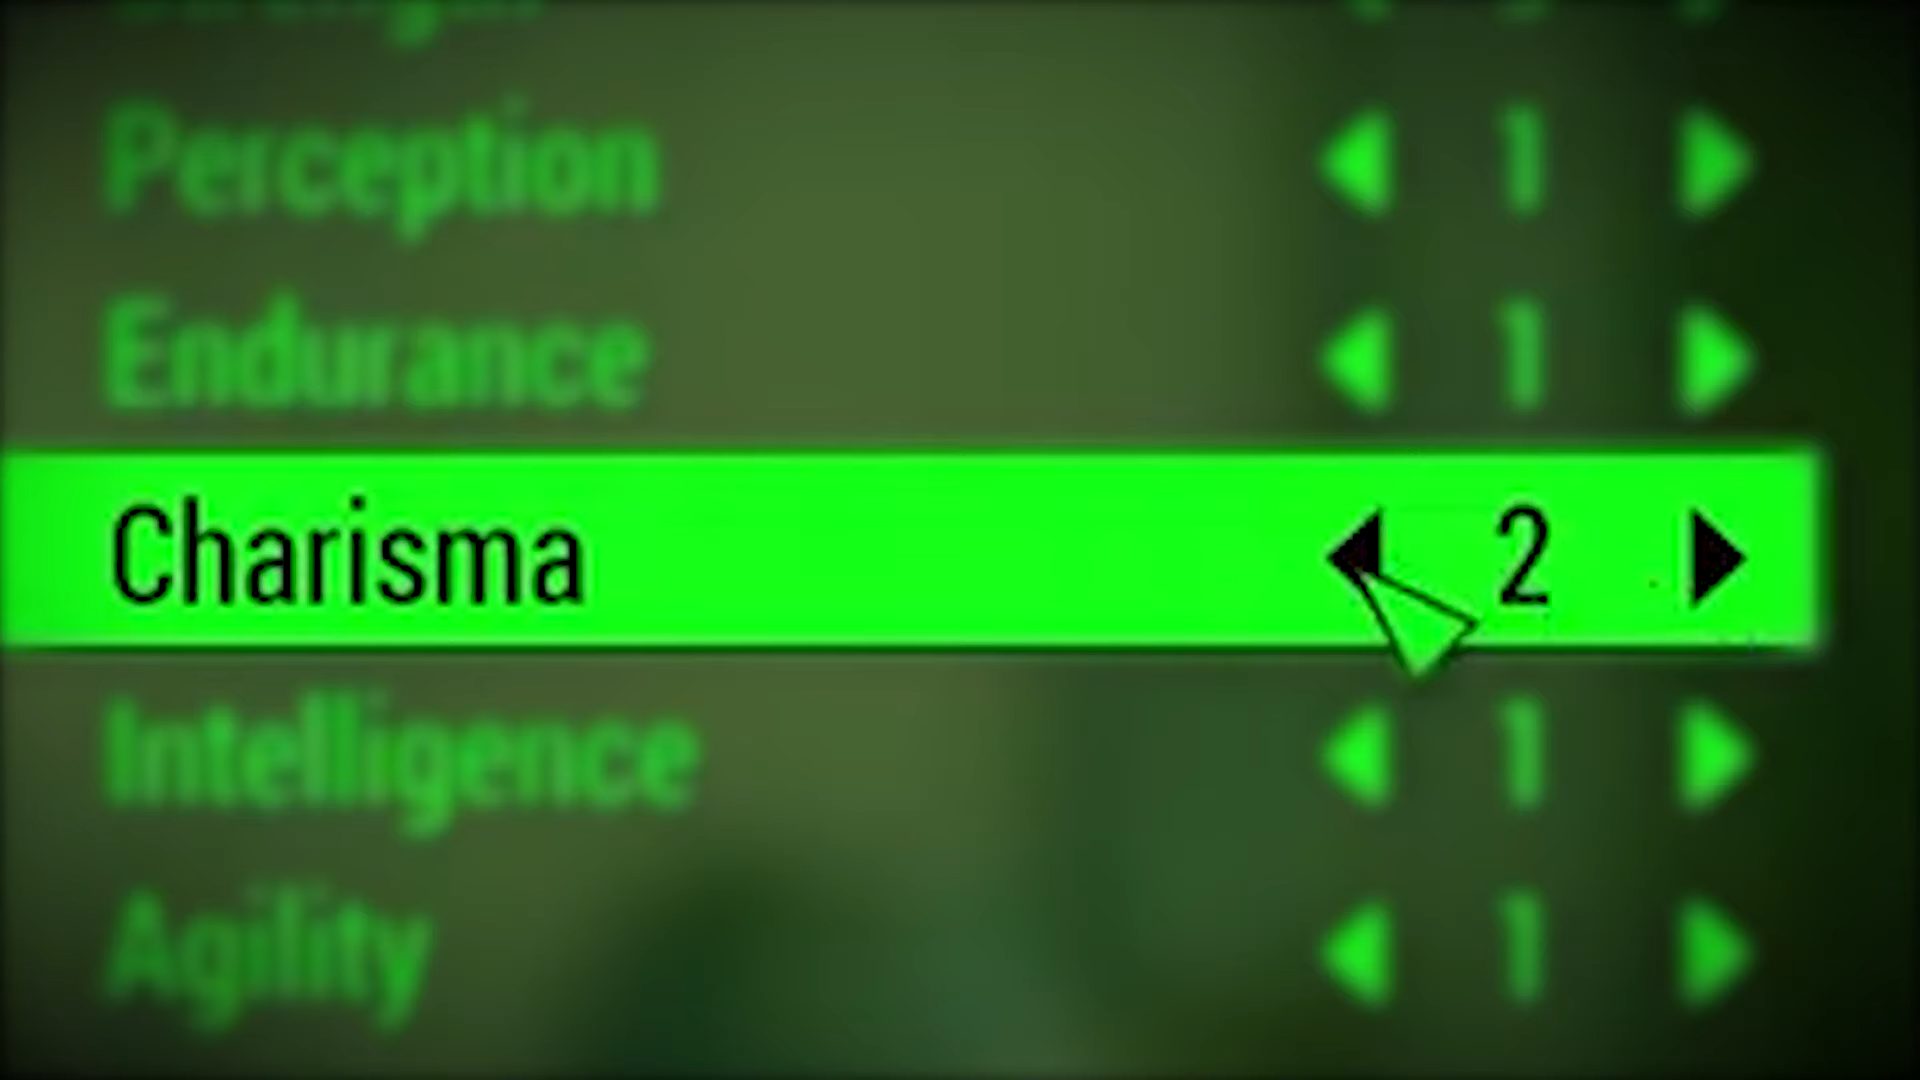 Perception 1
Endurance 1
Charisma 2
Intelligence 1
Agility 1